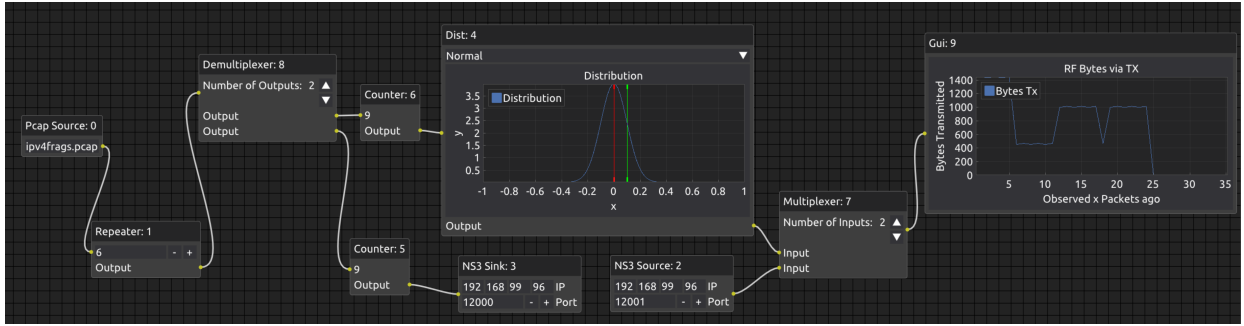 Pcap Source: 0
ipv4frags.pcap
Repeater: 1
6 - +
Output
Demultiplexer: 8
Number of Outputs: 2 ▲
▼
Output
Output
Counter: 6
9
Output
Counter: 5
9
Output
Dist: 4
Normal ▼
Distribution
Distribution
3.5
3
2.5
2
1.5
1
0.5
y
-1 -0.8 -0.6 -0.4 -0.2 0 0.2 0.4 0.6 0.8 1
x
Output
NS3 Sink: 3
192 168 99 96 IP
12000 - + Port
NS3 Source: 2
192 168 99 96 IP
12001 - + Port
Multiplexer: 7
Number of Inputs: 2 ▲
▼
Input
Input
Gui: 9
RF Bytes via TX
Bytes Tx
Bytes Transmitted
1400
1200
1000
800
600
400
200
0
5 10 15 20 25 30 35
Observed x Packets ago